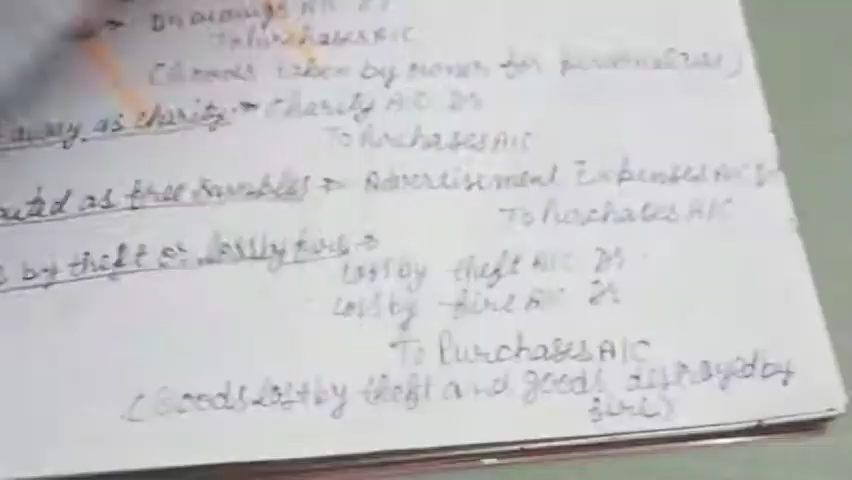 Drawings A/C Dr
To Purchases A/C
(Goods taken by owner for personal use)
away as charity → Charity A/C Dr
To Purchases A/C
buted as free samples → Advertisement Expenses A/C Dr
To Purchases A/C
by theft or loss by fire →
Loss by theft A/C Dr
Loss by fire A/C Dr
To Purchases A/C
(Goods lost by theft and goods destroyed by
fire)